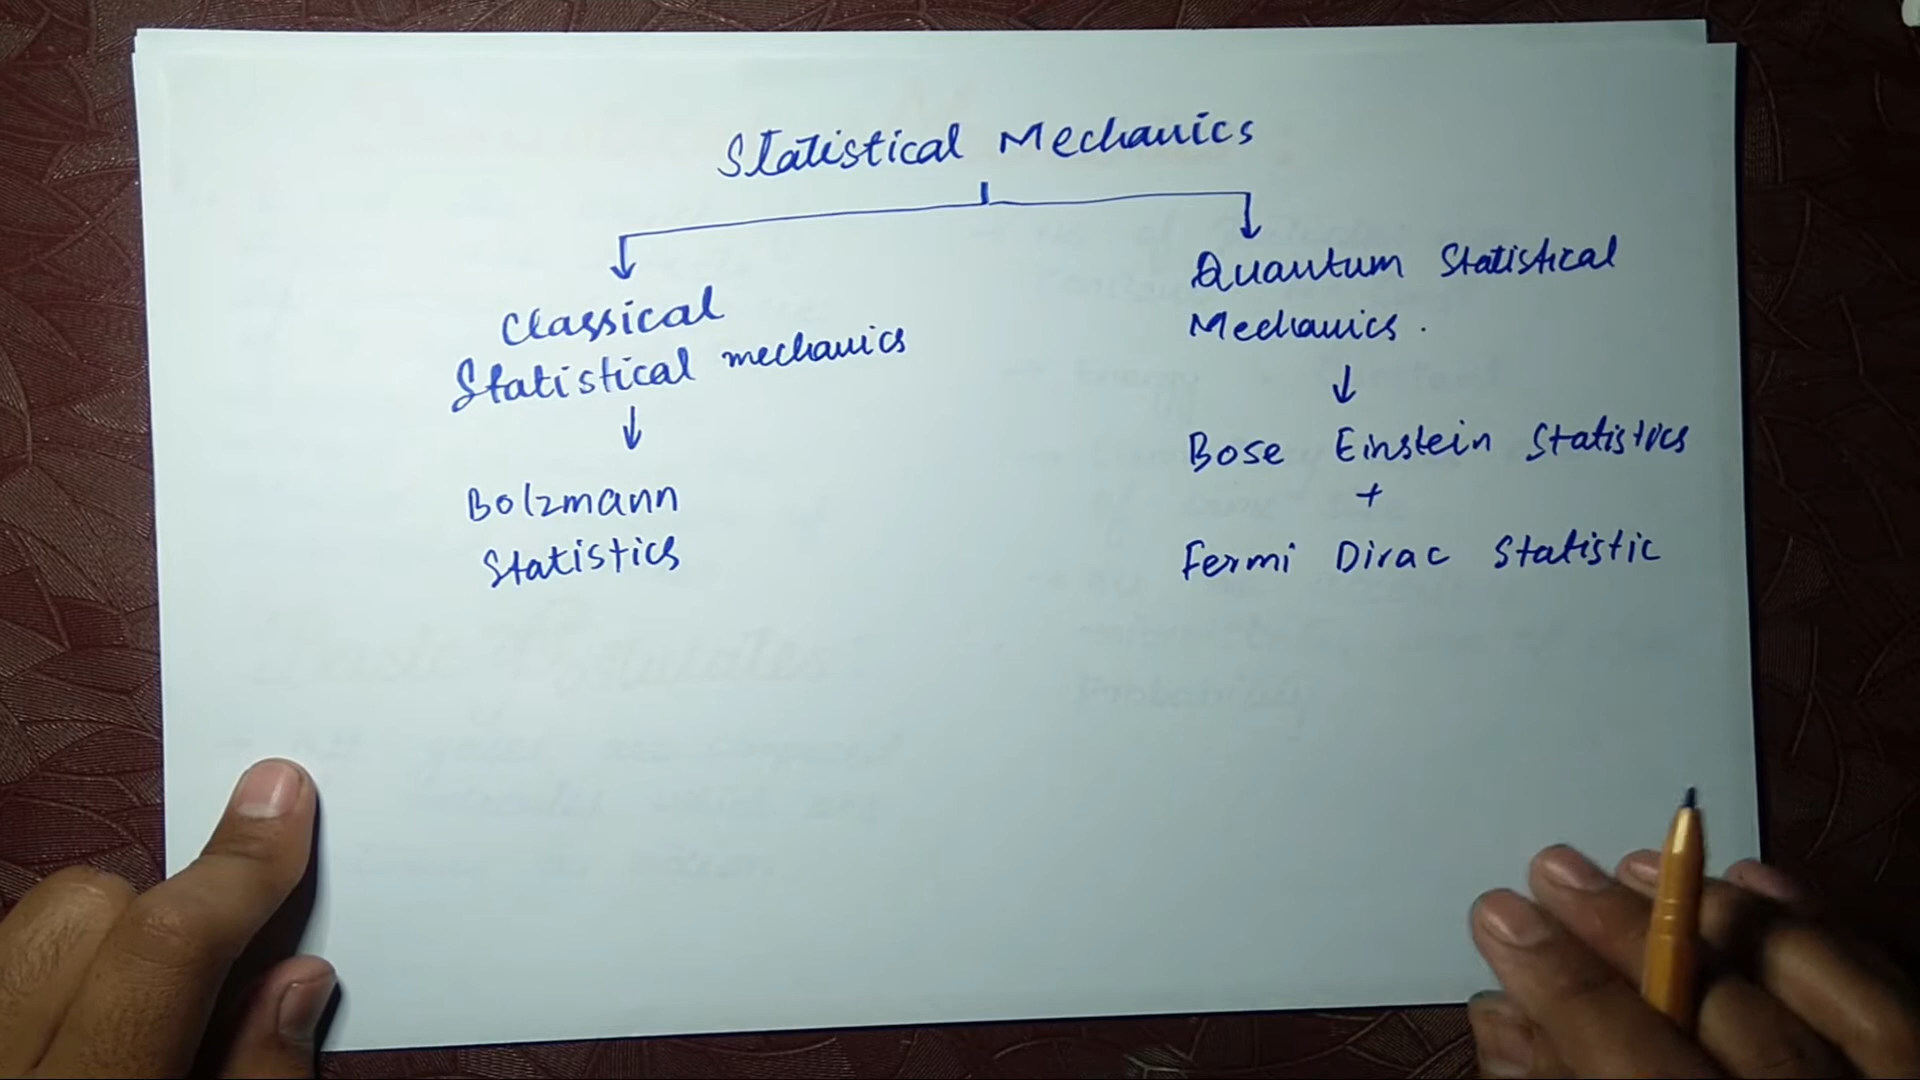 Statistical Mechanics
Classical
Statistical mechanics
Bolzmann
Statistics
Quantum Statistical
Mechanics.
Bose Einstein Statistics
+
Fermi Dirac Statistic